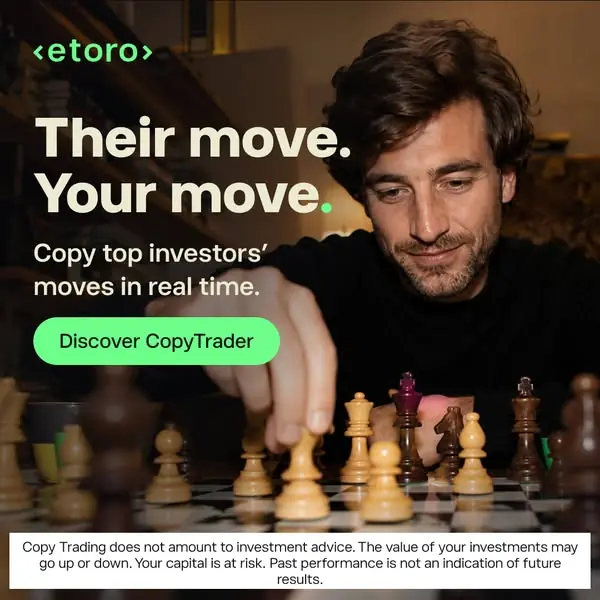 ‹etoro›
Their move.
Your move.
Copy top investors’
moves in real time.
Discover CopyTrader
Copy Trading does not amount to investment advice. The value of your investments may
go up or down. Your capital is at risk. Past performance is not an indication of future
results.